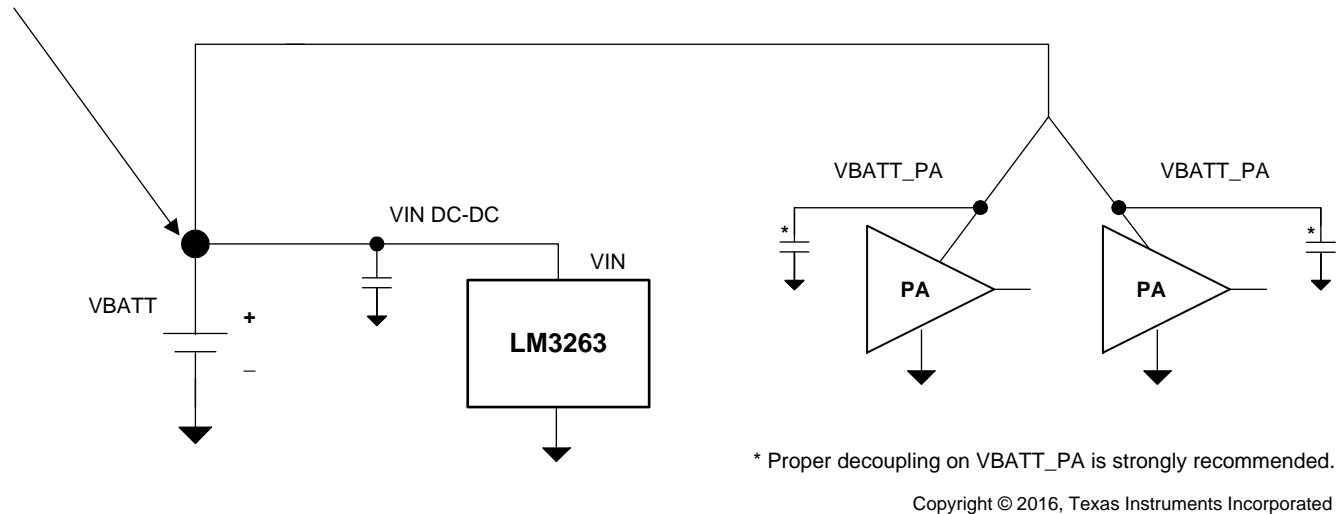 VBATT_PA
VBATT_PA
VIN DC-DC
*
*
VIN
VBATT
+
PA
PA
LM3263
–
* Proper decoupling on VBATT_PA is strongly recommended.
Copyright © 2016, Texas Instruments Incorporated